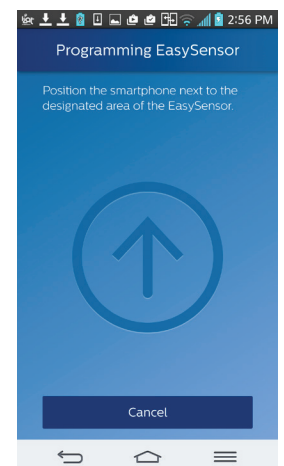 2:56 PM
Programming EasySensor
Position the smartphone next to the
designated area of the EasySensor.
Cancel